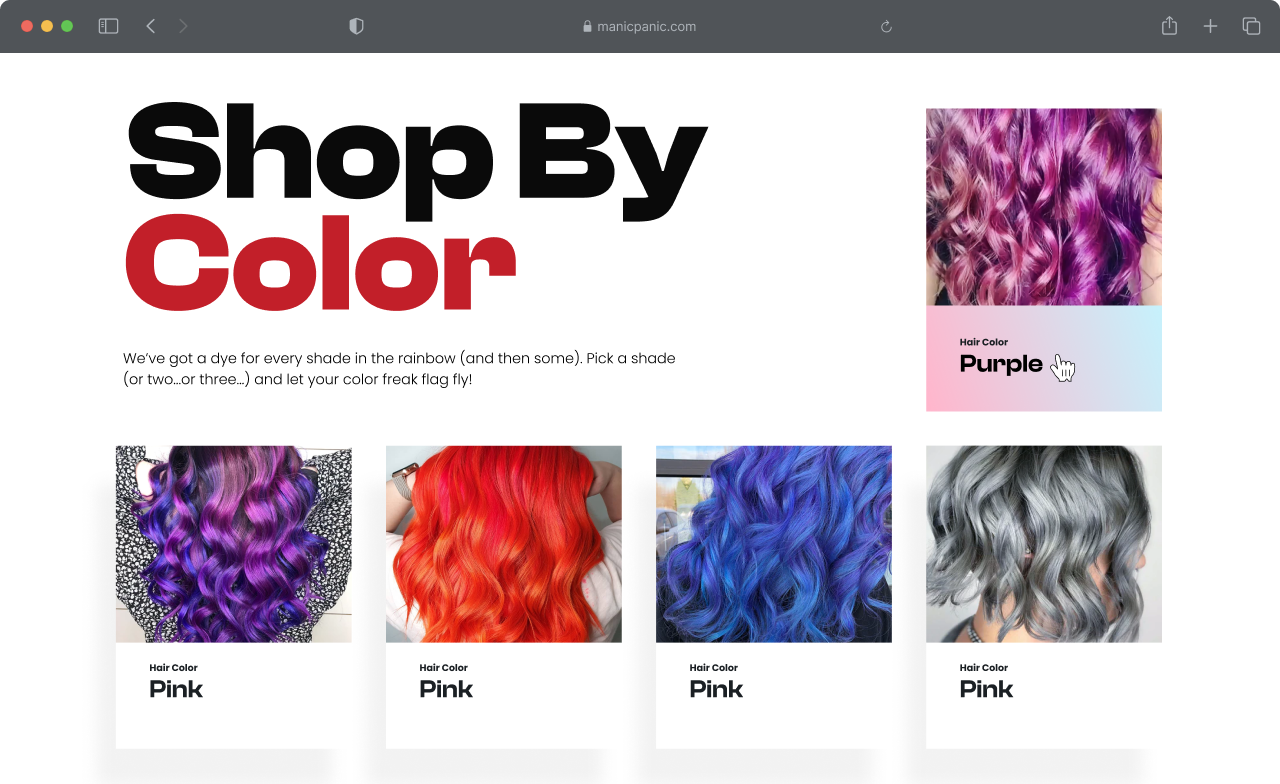 manicpanic.com
Shop By
Color
We’ve got a dye for every shade in the rainbow (and then some). Pick a shade
(or two...or three...) and let your color freak flag fly!
Hair Color
Purple
Hair Color
Pink
Hair Color
Pink
Hair Color
Pink
Hair Color
Pink